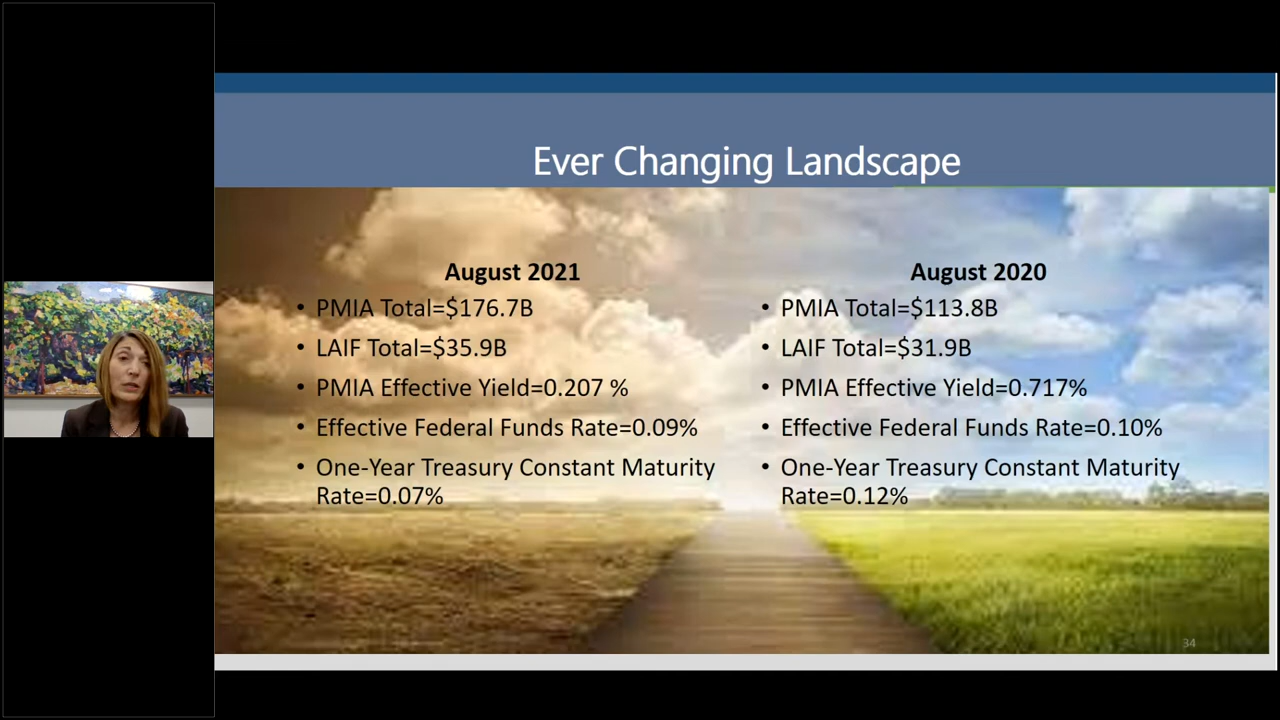 Ever Changing Landscape
August 2021
• PMIA Total=$176.7B
• LAIF Total=$35.9B
• PMIA Effective Yield=0.207 %
• Effective Federal Funds Rate=0.09%
• One-Year Treasury Constant Maturity
Rate=0.07%
August 2020
• PMIA Total=$113.8B
• LAIF Total=$31.9B
• PMIA Effective Yield=0.717%
• Effective Federal Funds Rate=0.10%
• One-Year Treasury Constant Maturity
Rate=0.12%
34